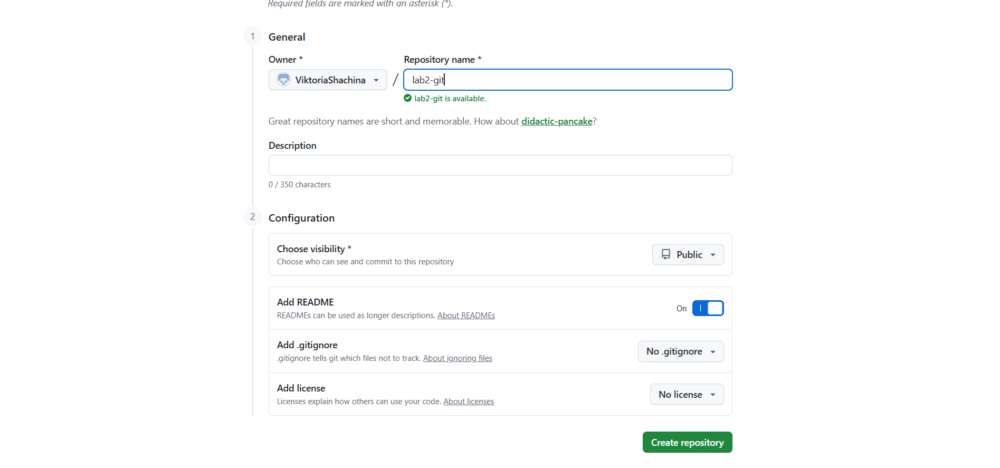 Required fields are marked with an asterisk (*).
1 General
Owner * Repository name *
ViktoriaShachina / lab2-git
lab2-git is available.
Great repository names are short and memorable. How about didactic-pancake?
Description
0 / 350 characters
2 Configuration
Choose visibility *
Choose who can see and commit to this repository
Public
Add README
READMEs can be used as longer descriptions. About READMEs
On
Add .gitignore
.gitignore tells git which files not to track. About ignoring files
No .gitignore
Add license
Licenses explain how others can use your code. About licenses
No license
Create repository